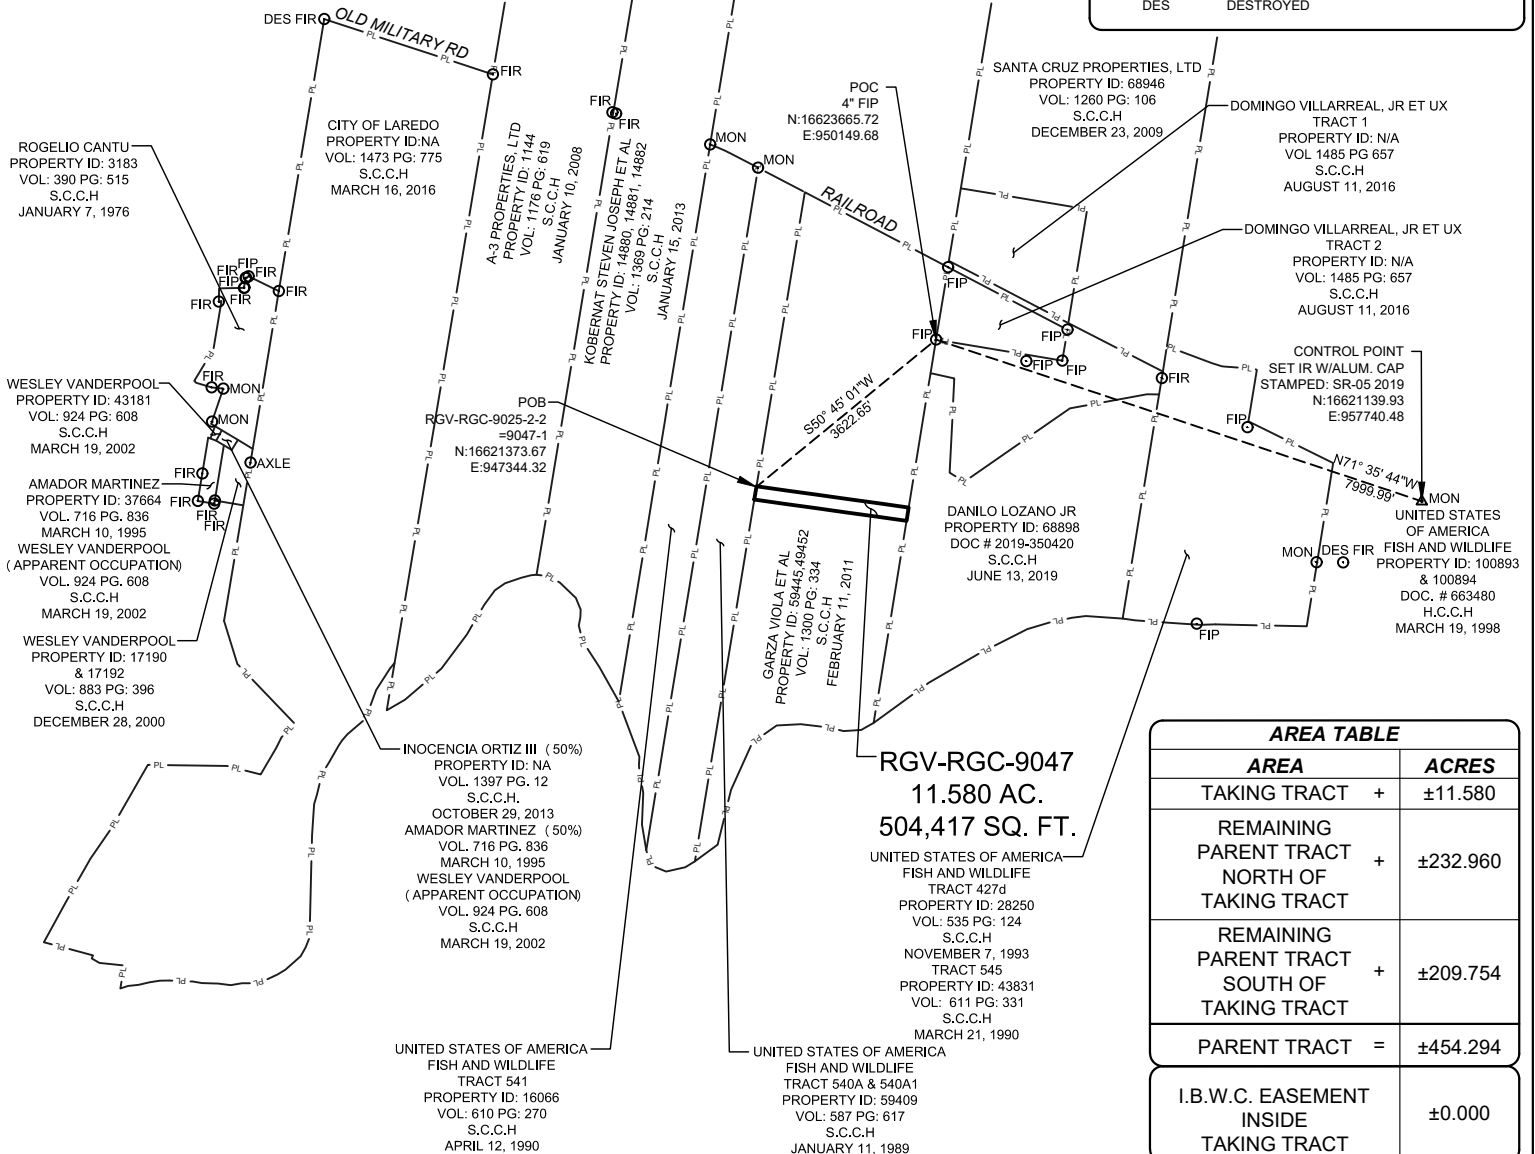 DES DESTROYED
DES FIR
OLD MILITARY RD
FIR
CITY OF LAREDO
PROPERTY ID:NA
VOL: 1473 PG: 775
S.C.C.H
MARCH 16, 2016
ROGELIO CANTU
PROPERTY ID: 3183
VOL: 390 PG: 515
S.C.C.H
JANUARY 7, 1976
A-3 PROPERTIES, LTD
PROPERTY ID: 1144
VOL: 1176 PG: 619
S.C.C.H
JANUARY 10, 2008
FIR
FIR
KOBERNAT STEVEN JOSEPH ET AL
PROPERTY ID: 14880, 14881, 14882
VOL: 1369 PG: 214
S.C.C.H
JANUARY 15, 2013
MON
MON
RAILROAD
POC
4" FIP
N:16623665.72
E:950149.68
SANTA CRUZ PROPERTIES, LTD
PROPERTY ID: 68946
VOL: 1260 PG: 106
S.C.C.H
DECEMBER 23, 2009
DOMINGO VILLARREAL, JR ET UX
TRACT 1
PROPERTY ID: N/A
VOL 1485 PG 657
S.C.C.H
AUGUST 11, 2016
DOMINGO VILLARREAL, JR ET UX
TRACT 2
PROPERTY ID: N/A
VOL: 1485 PG: 657
S.C.C.H
AUGUST 11, 2016
CONTROL POINT
SET IR W/ALUM. CAP
STAMPED: SR-05 2019
N:16621139.93
E:957740.48
FIP
FIR
FIR
FIP
FIR
FIR
FIR
FIP
FIP
FIP
FIP
FIP
FIR
FIP
WESLEY VANDERPOOL
PROPERTY ID: 43181
VOL: 924 PG: 608
S.C.C.H
MARCH 19, 2002
FIR
MON
MON
AXLE
FIR
FIR
FIR
FIR
AMADOR MARTINEZ
PROPERTY ID: 37664
VOL. 716 PG. 836
MARCH 10, 1995
WESLEY VANDERPOOL
( APPARENT OCCUPATION)
VOL. 924 PG. 608
S.C.C.H
MARCH 19, 2002
WESLEY VANDERPOOL
PROPERTY ID: 17190
& 17192
VOL: 883 PG: 396
S.C.C.H
DECEMBER 28, 2000
POB
RGV-RGC-9025-2-2
=9047-1
N:16621373.67
E:947344.32
S50° 45' 01"W
3622.65'
N71° 35' 44"W
7999.99'
MON
UNITED STATES
OF AMERICA
FISH AND WILDLIFE
PROPERTY ID: 100893
& 100894
DOC. # 663480
H.C.C.H
MARCH 19, 1998
MON
DES FIR
FIP
DANILO LOZANO JR
PROPERTY ID: 68898
DOC # 2019-350420
S.C.C.H
JUNE 13, 2019
GARZA VIOLA ET AL
PROPERTY ID: 59445,49452
VOL: 1300 PG: 334
S.C.C.H
FEBRUARY 11, 2011
INOCENCIA ORTIZ III ( 50%)
PROPERTY ID: NA
VOL. 1397 PG. 12
S.C.C.H.
OCTOBER 29, 2013
AMADOR MARTINEZ ( 50%)
VOL. 716 PG. 836
MARCH 10, 1995
WESLEY VANDERPOOL
( APPARENT OCCUPATION)
VOL. 924 PG. 608
S.C.C.H
MARCH 19, 2002
RGV-RGC-9047
11.580 AC.
504,417 SQ. FT.
UNITED STATES OF AMERICA
FISH AND WILDLIFE
TRACT 427d
PROPERTY ID: 28250
VOL: 535 PG: 124
S.C.C.H
NOVEMBER 7, 1993
TRACT 545
PROPERTY ID: 43831
VOL: 611 PG: 331
S.C.C.H
MARCH 21, 1990
UNITED STATES OF AMERICA
FISH AND WILDLIFE
TRACT 541
PROPERTY ID: 16066
VOL: 610 PG: 270
S.C.C.H
APRIL 12, 1990
UNITED STATES OF AMERICA
FISH AND WILDLIFE
TRACT 540A & 540A1
PROPERTY ID: 59409
VOL: 587 PG: 617
S.C.C.H
JANUARY 11, 1989
AREA TABLE
AREA ACRES
TAKING TRACT + ±11.580
REMAINING
PARENT TRACT
NORTH OF
TAKING TRACT
+ ±232.960
REMAINING
PARENT TRACT
SOUTH OF
TAKING TRACT
+ ±209.754
PARENT TRACT = ±454.294
I.B.W.C. EASEMENT
INSIDE
TAKING TRACT
±0.000